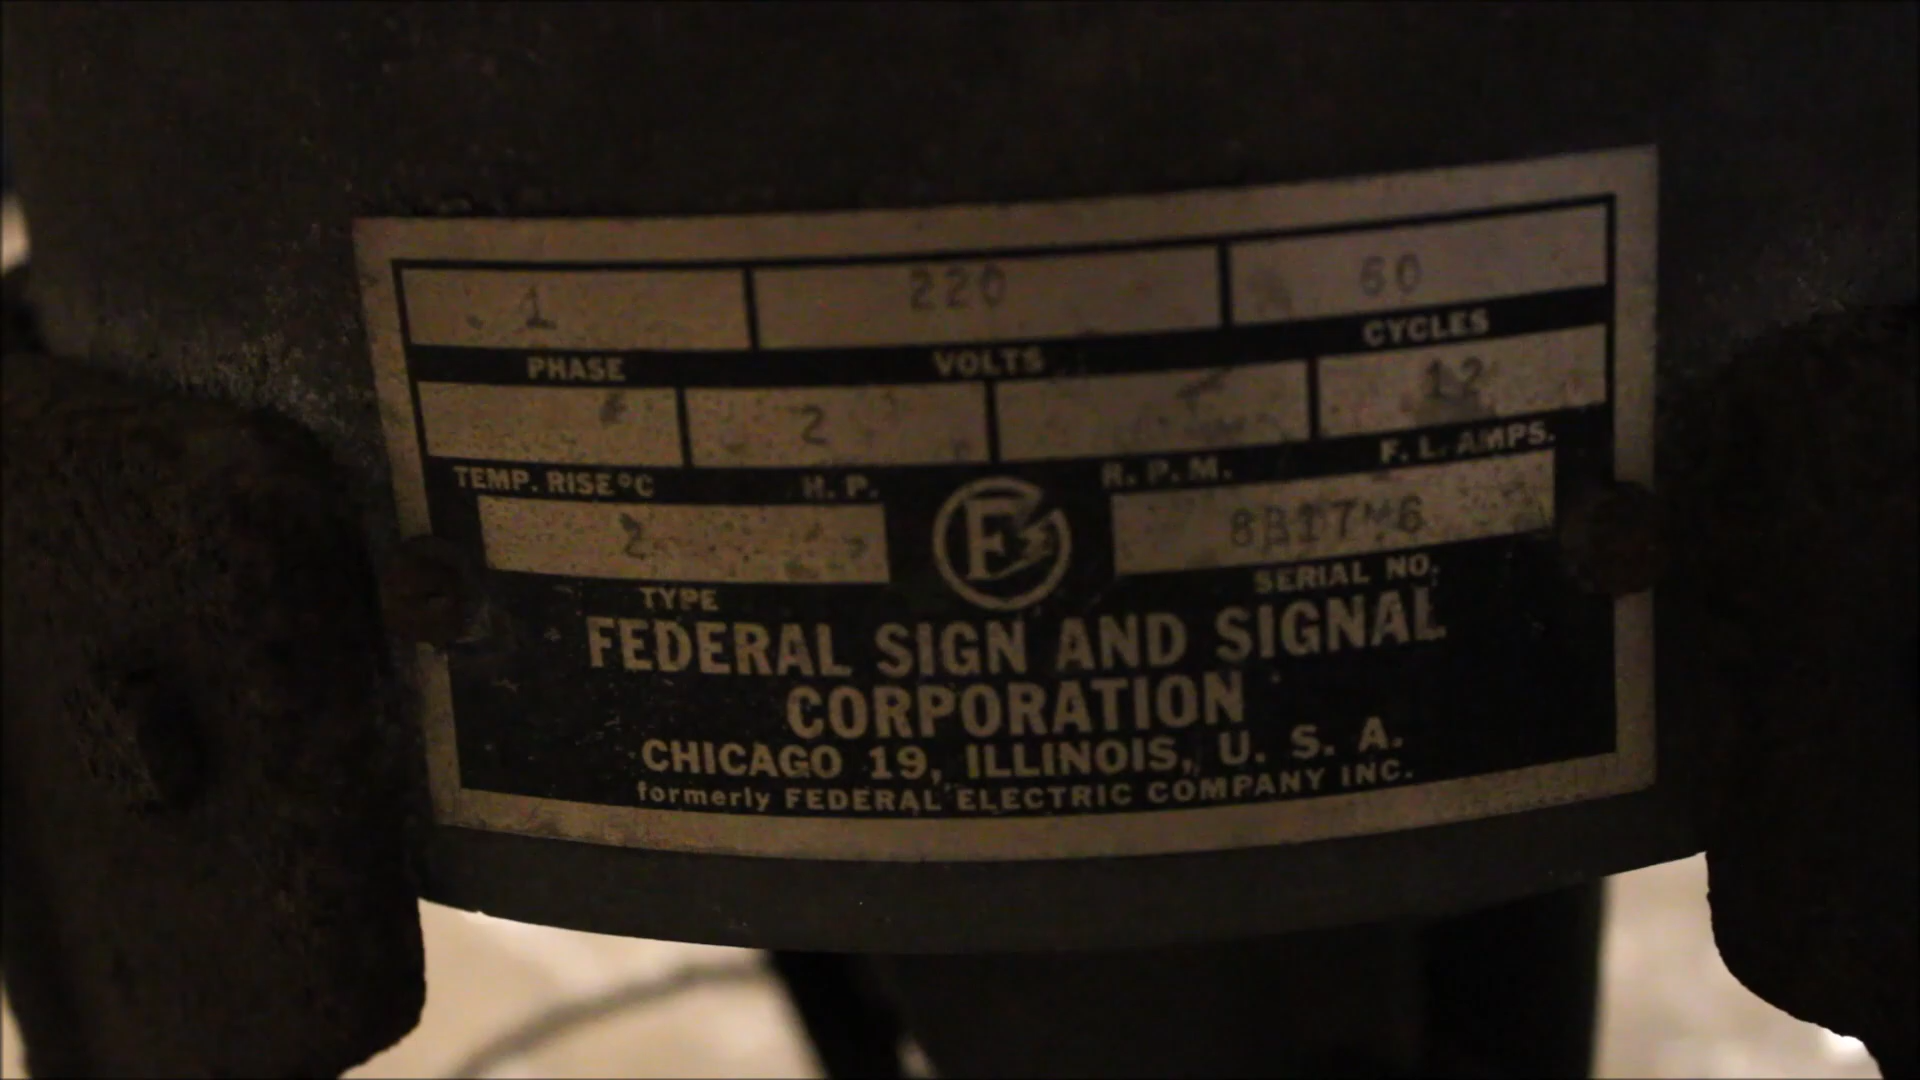 1 220 60
PHASE VOLTS CYCLES
2 12
TEMP. RISE °C H. P. R. P. M. F. L. AMPS.
2
TYPE SERIAL NO.
FEDERAL SIGN AND SIGNAL
CORPORATION
CHICAGO 19, ILLINOIS, U. S. A.
formerly FEDERAL ELECTRIC COMPANY INC.